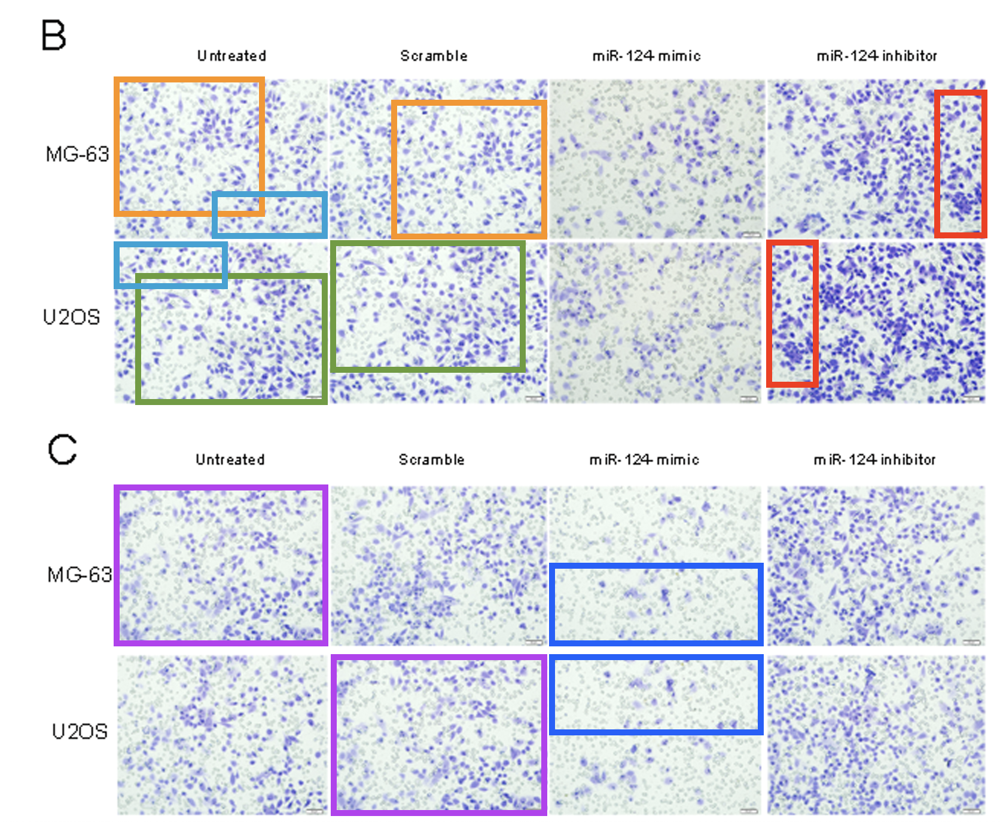 B
Untreated Scramble miR-124 mimic miR-124 inhibitor
MG-63
U2OS
C
Untreated Scramble miR-124 mimic miR-124 inhibitor
MG-63
U2OS